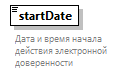 startDate
Дата и время начала
действия электронной
доверенности